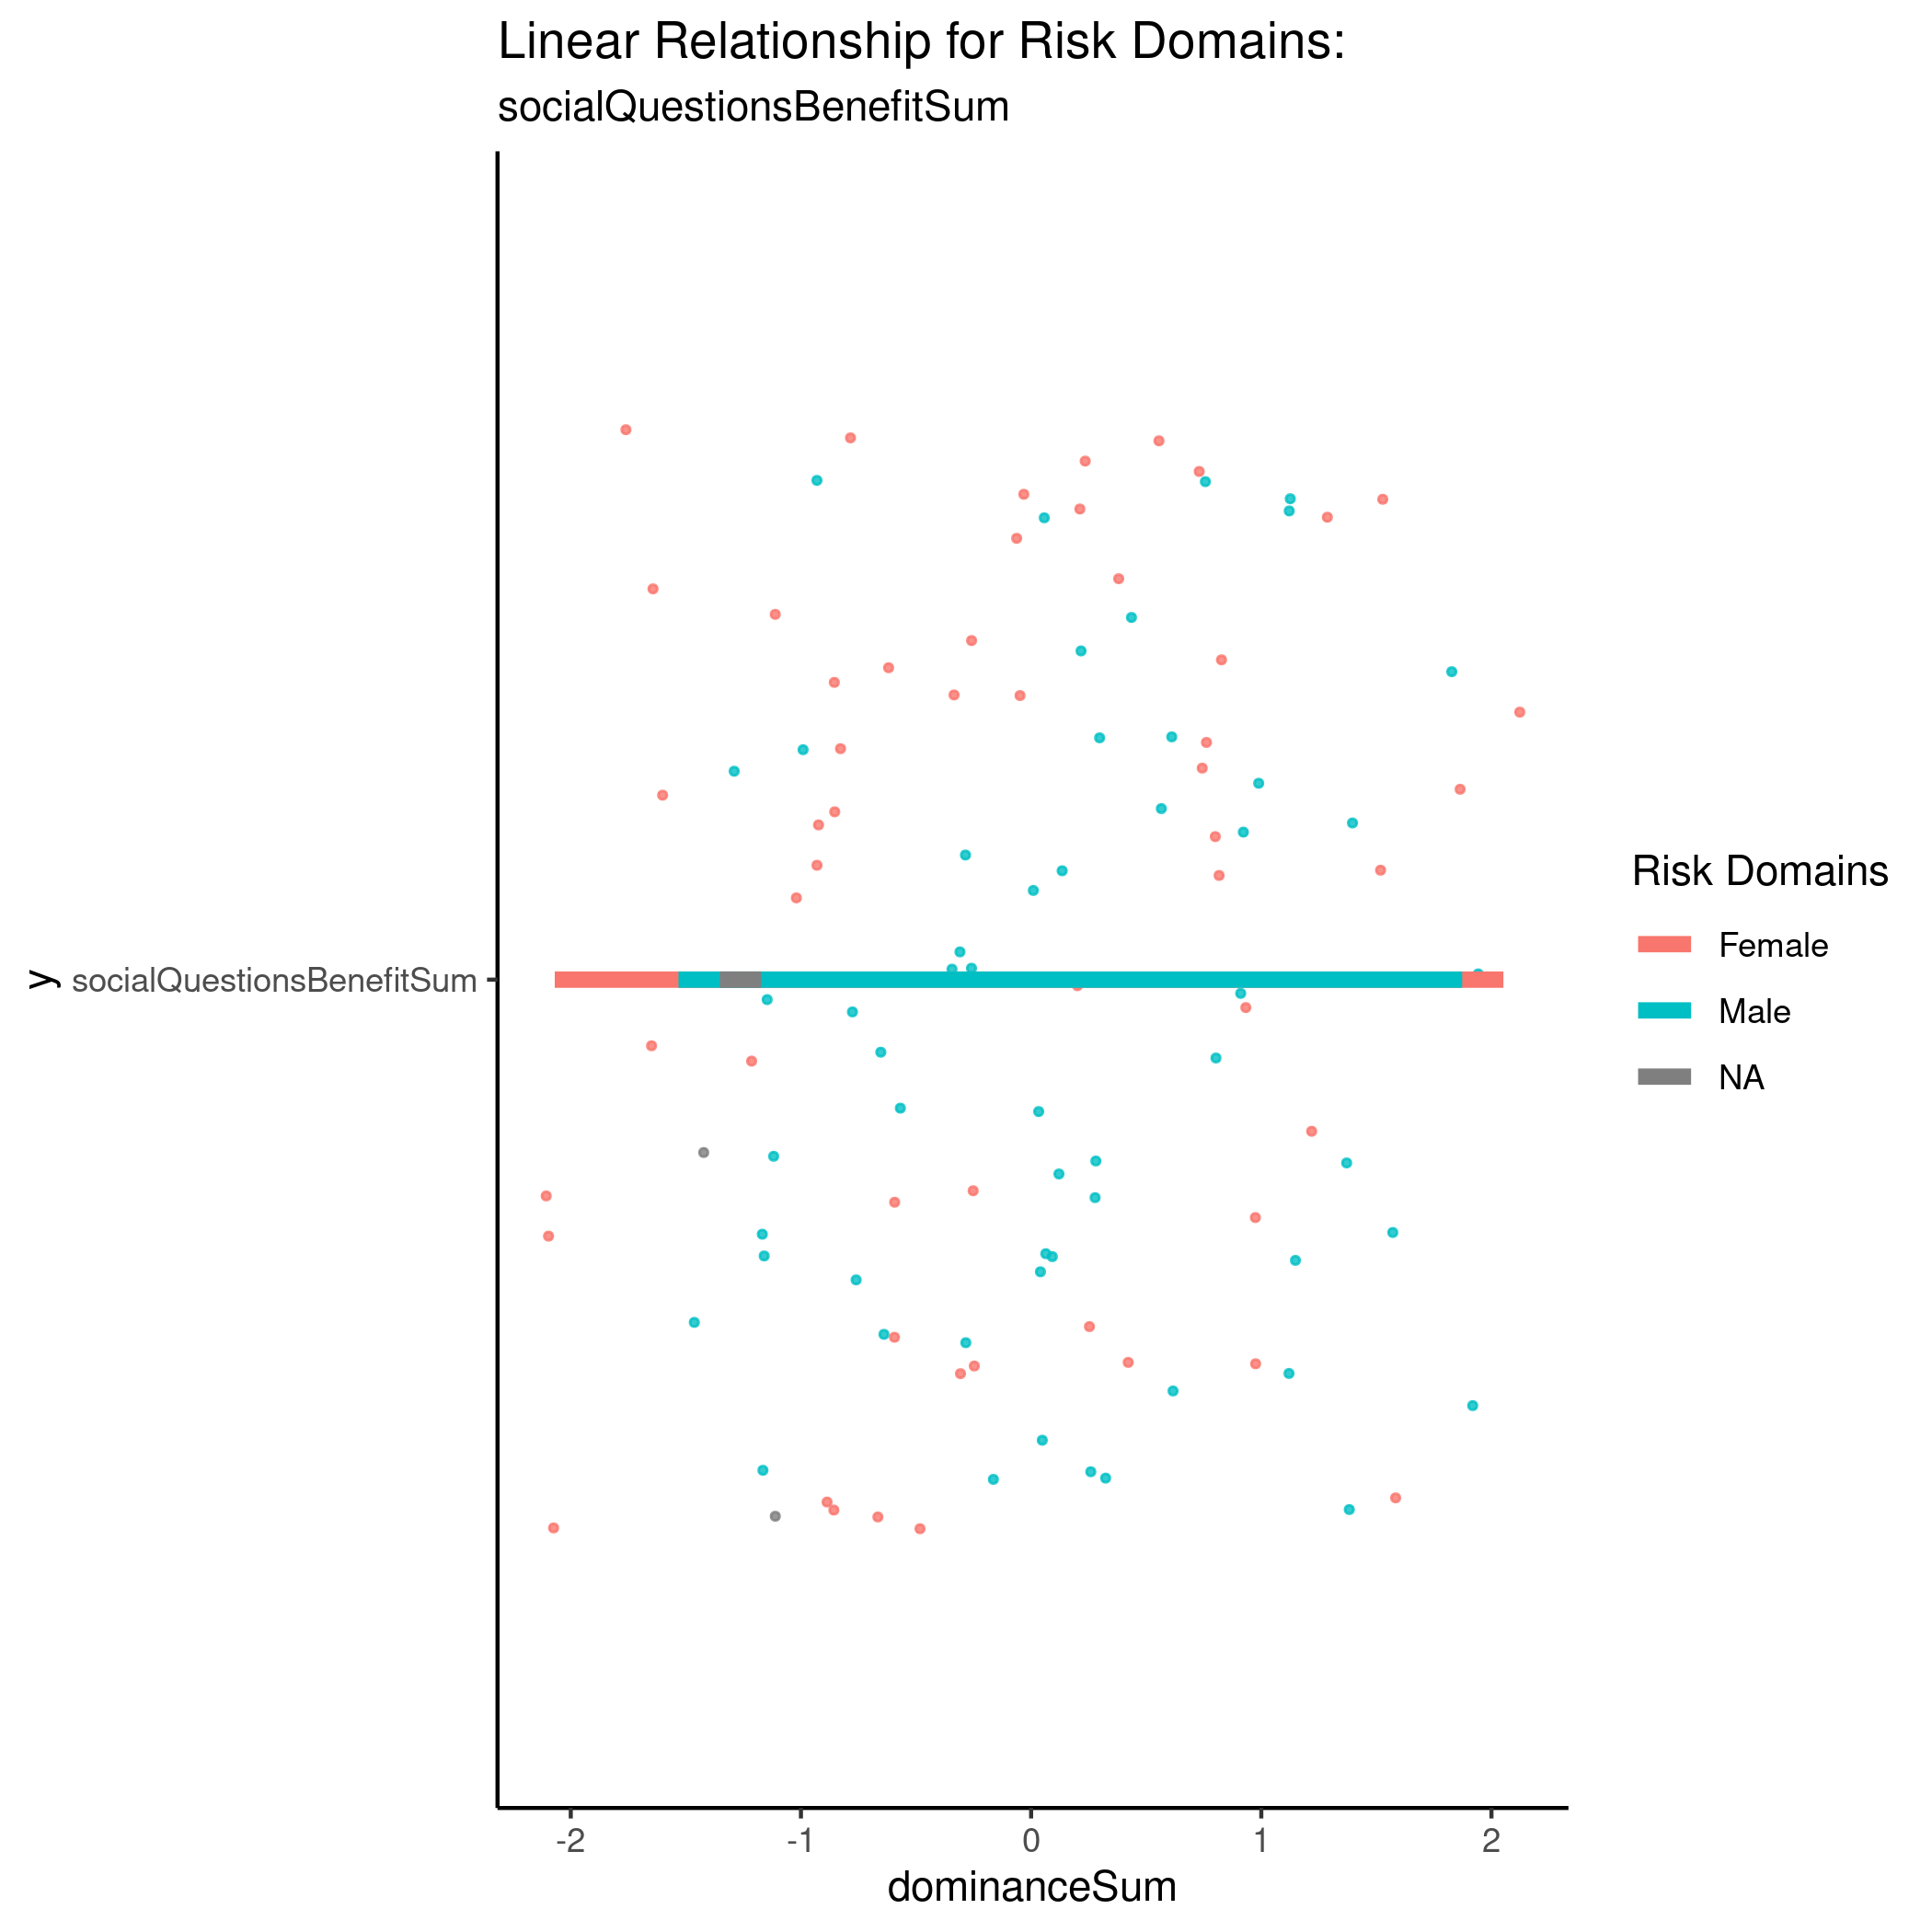 Linear Relationship for Risk Domains:
socialQuestionsBenefitSum
y
socialQuestionsBenefitSum
Risk Domains
Female
Male
NA
-2 -1 0 1 2
dominanceSum